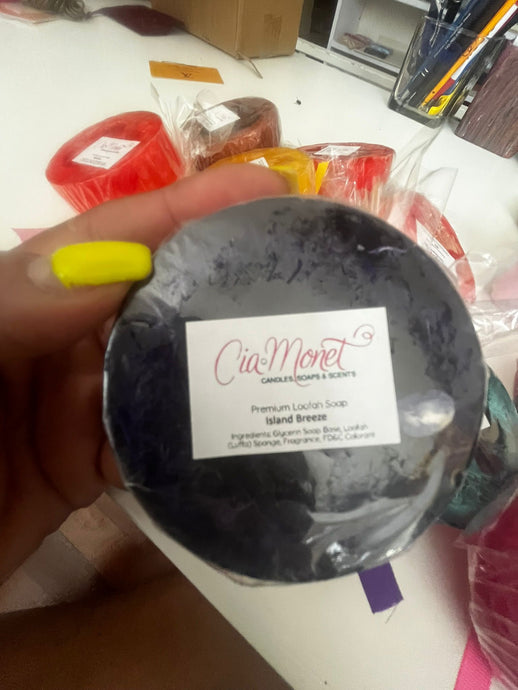 Cia Monet
CANDLES, SOAPS & SCENTS
Premium Loofah Soap
Island Breeze
Ingredients: Glycerin Soap Base, Loofah
(Luffa) Sponge, Fragrance, FD&C Colorant